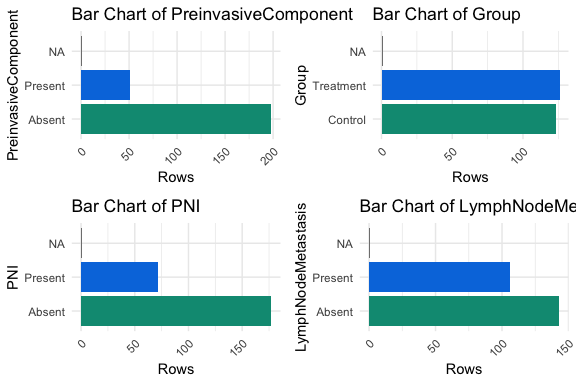 Bar Chart of PreinvasiveComponent
PreinvasiveComponent
NA
Present
Absent
0
50
100
150
200
Rows
Bar Chart of Group
Group
NA
Treatment
Control
0
50
100
Rows
Bar Chart of PNI
PNI
NA
Present
Absent
0
50
100
150
Rows
Bar Chart of LymphNodeMe
LymphNodeMetastasis
NA
Present
Absent
0
50
100
150
Rows